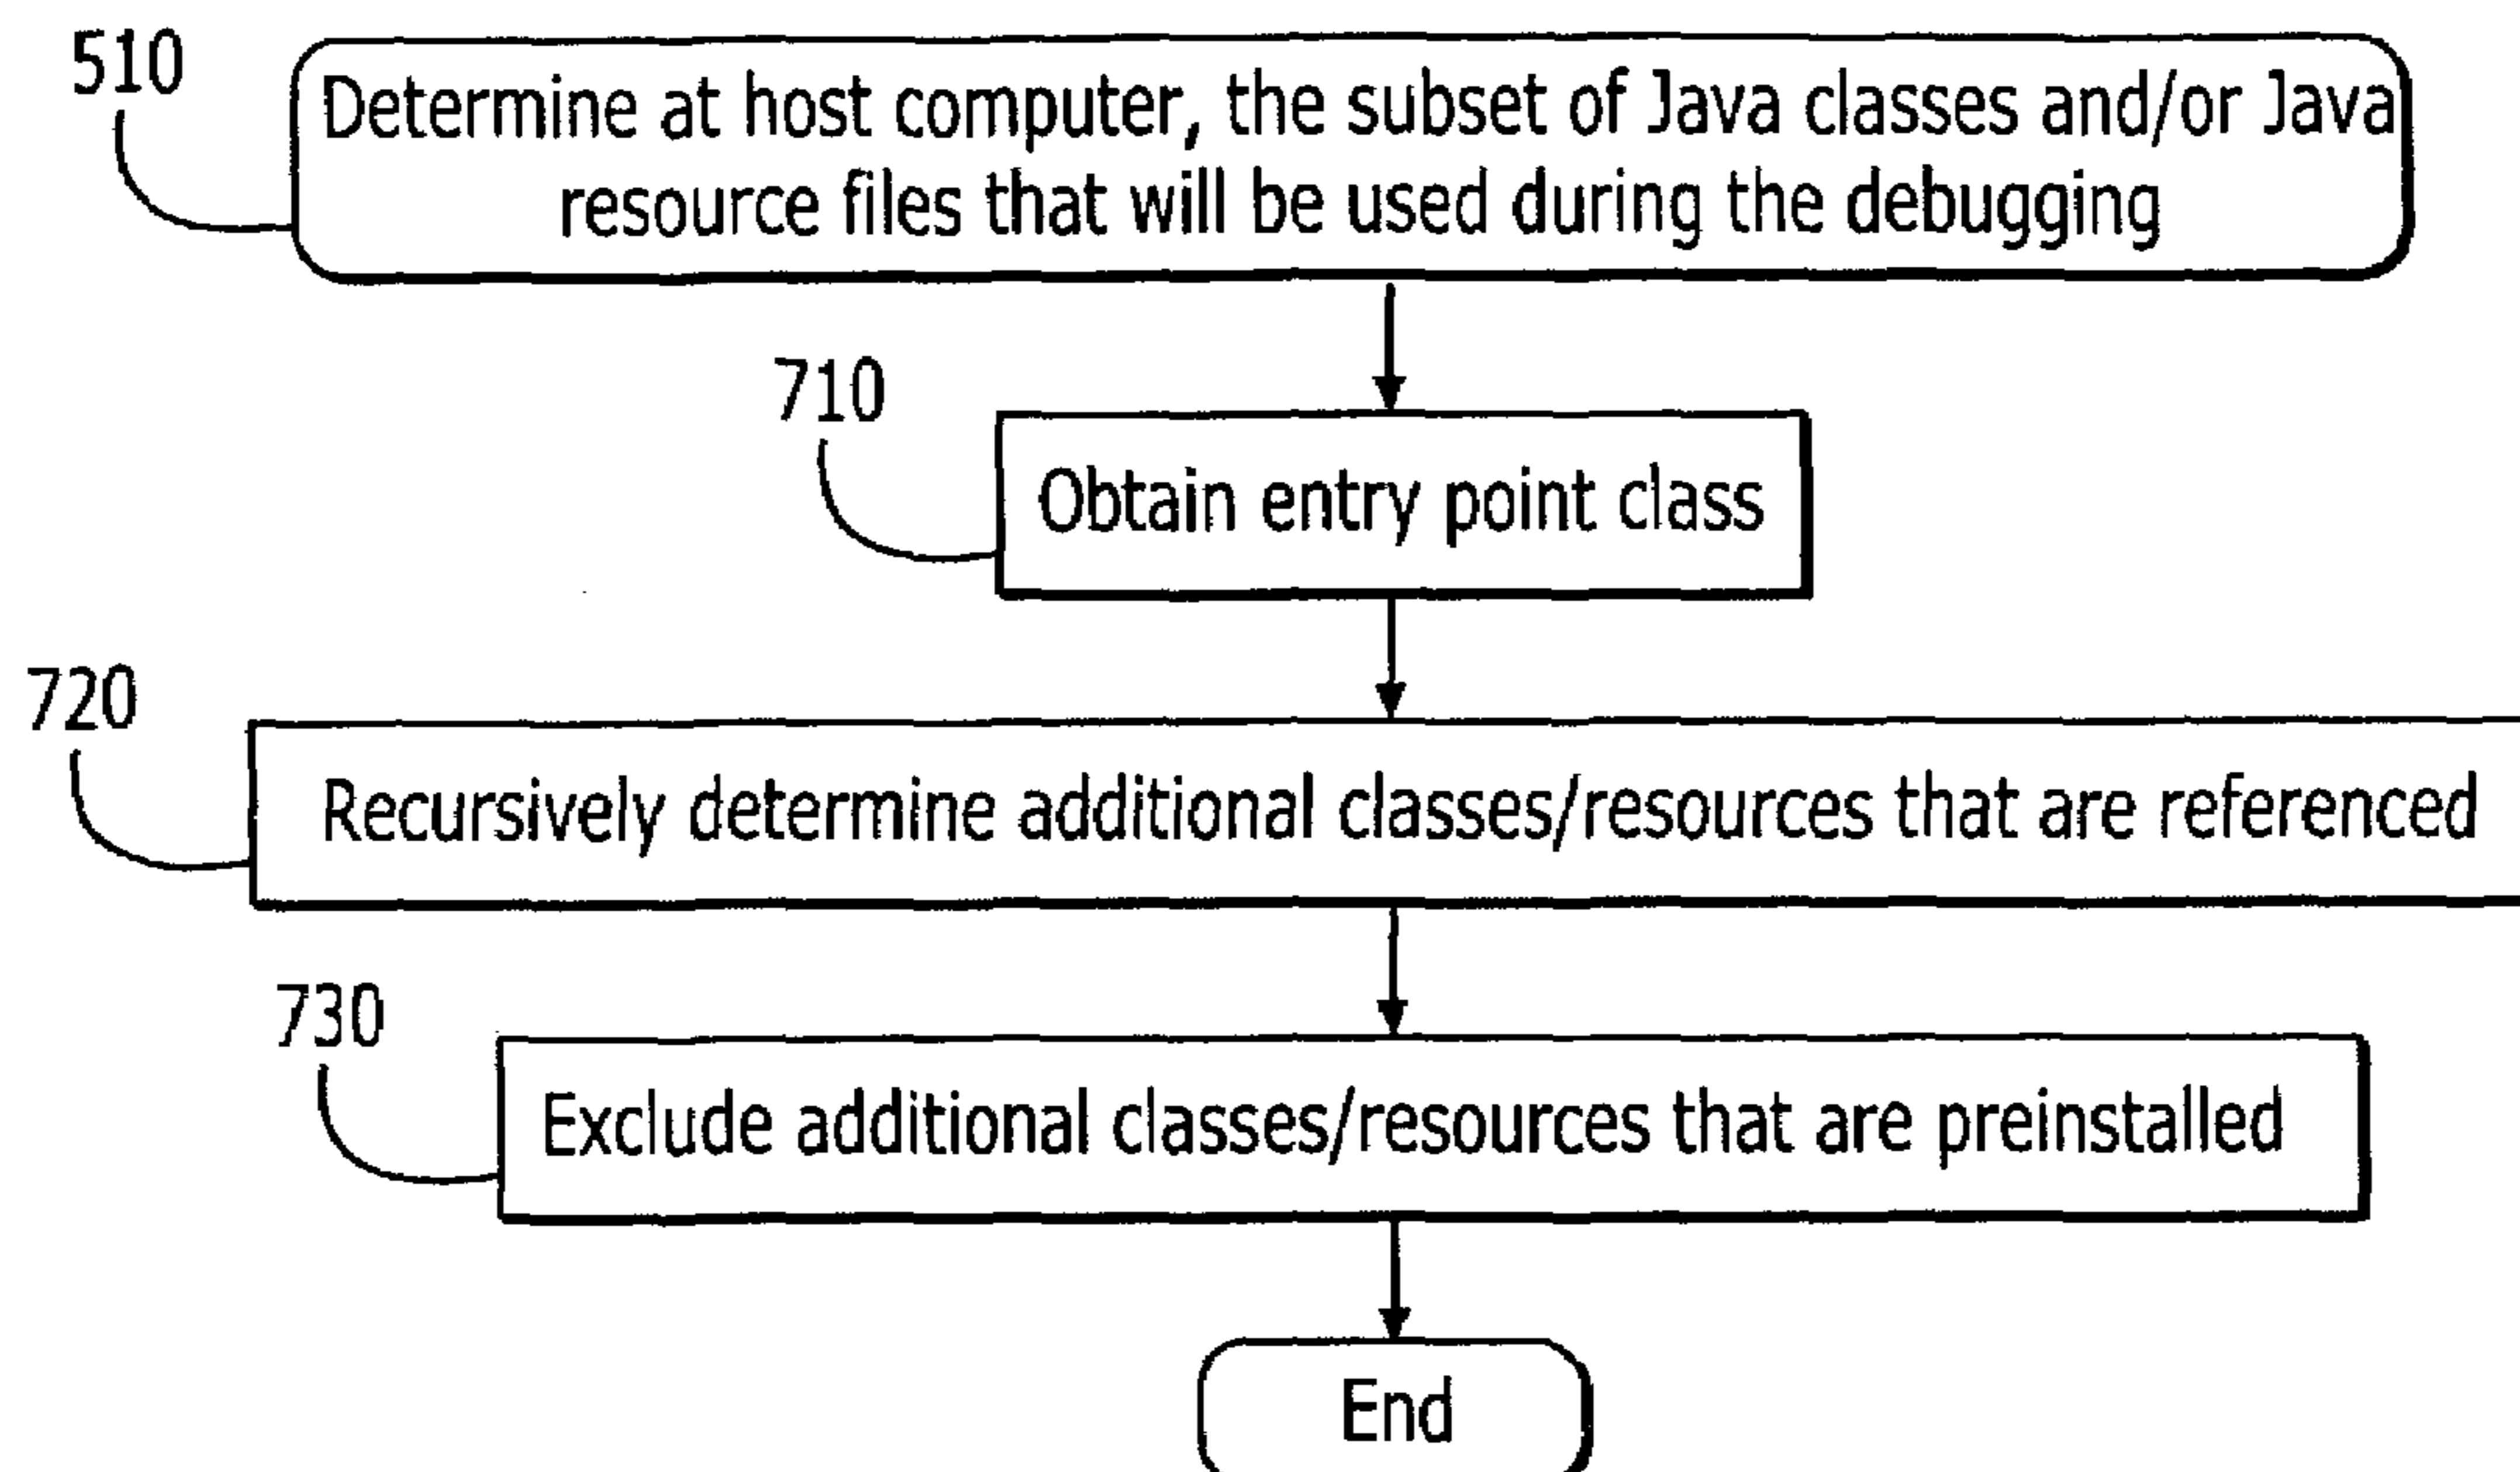 510
Determine at host computer, the subset of Java classes and/or Java
resource files that will be used during the debugging
710
Obtain entry point class
720
Recursively determine additional classes/resources that are referenced
730
Exclude additional classes/resources that are preinstalled
End